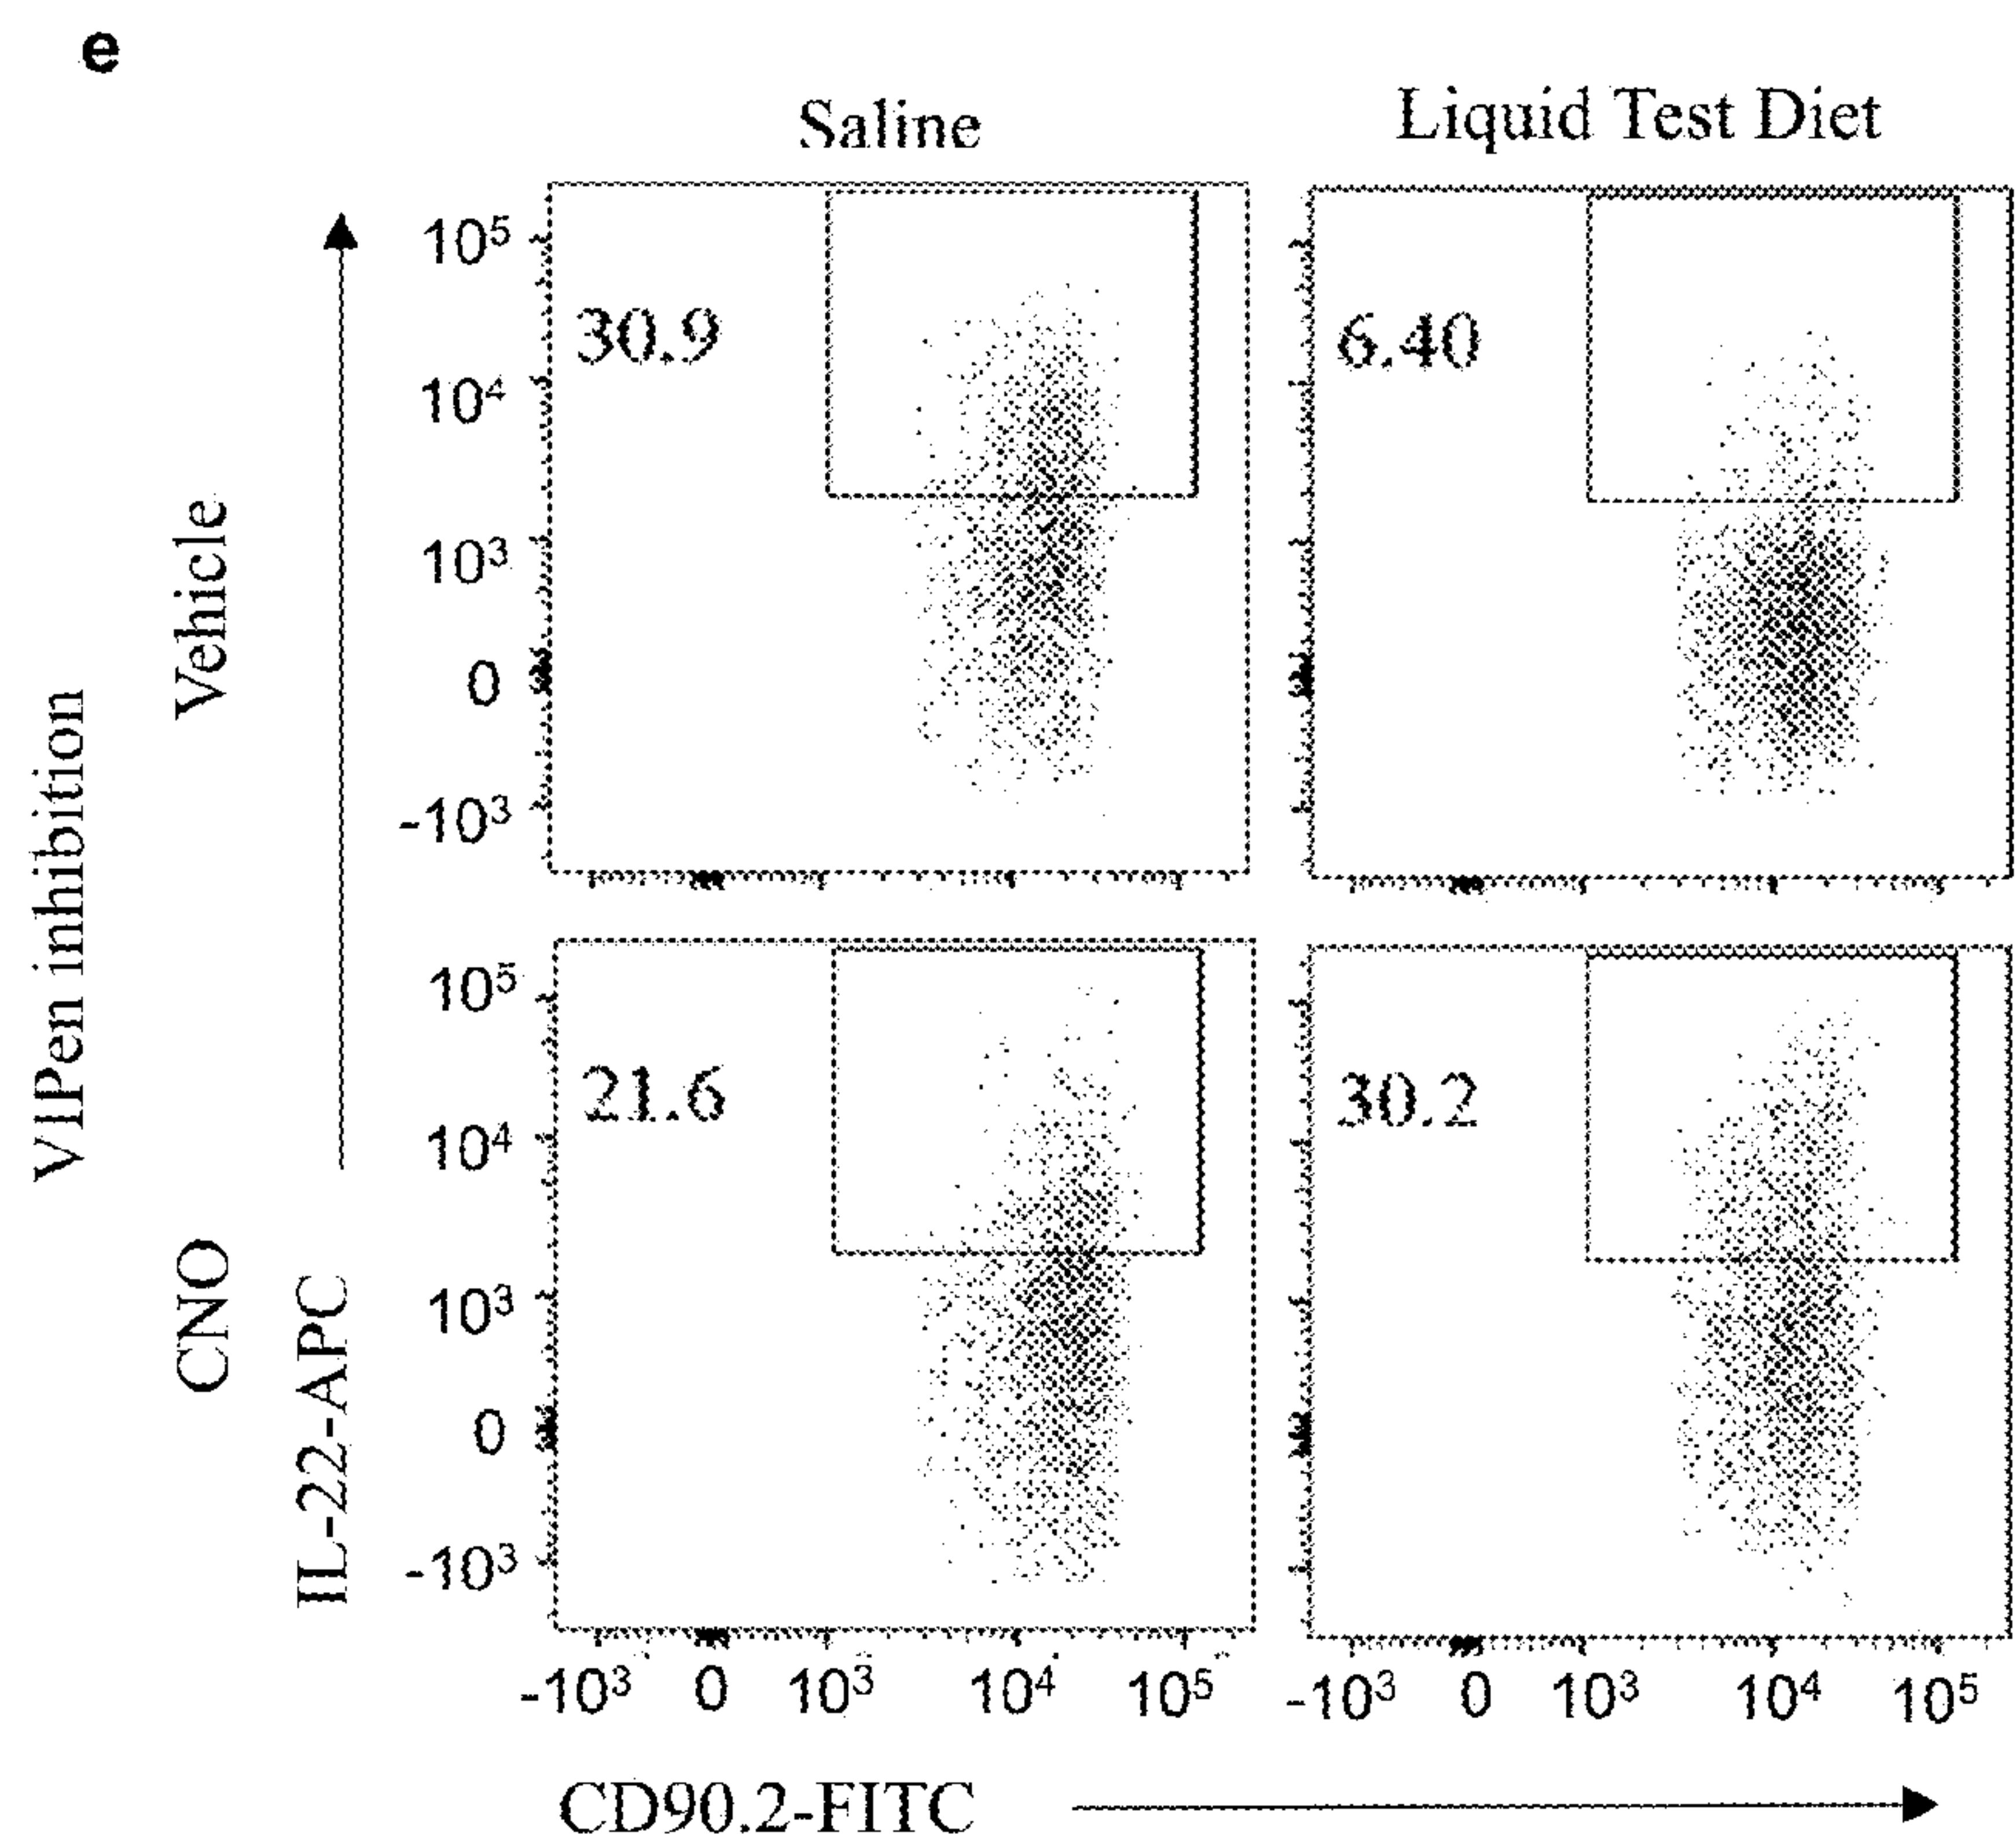 e
Saline
Liquid Test Diet
VIPen inhibition
Vehicle
CNO
IL-22-APC
10⁵
10⁴
10³
0
-10³
30.9
6.40
10⁵
10⁴
10³
0
-10³
21.6
30.2
-10³ 0 10³ 10⁴ 10⁵
-10³ 0 10³ 10⁴ 10⁵
CD90.2-FITC